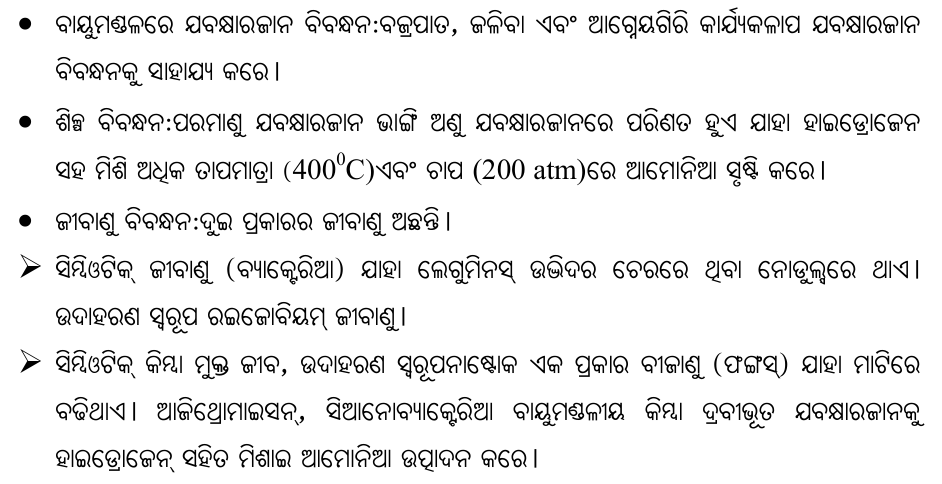 • ବାୟୁମଣ୍ଡଳରେ ଯବକ୍ଷାରଜାନ ବିବନ୍ଧନ:ବଜ୍ରପାତ, ଜଳିବା ଏବଂ ଆଗ୍ନେୟଗିରି କାର୍ଯ୍ୟକଳାପ ଯବକ୍ଷାରଜାନ
ବିବନ୍ଧନକୁ ସାହାଯ୍ୟ କରେ।
• ଶିଳ୍ପ ବିବନ୍ଧନ:ପରମାଣୁ ଯବକ୍ଷାରଜାନ ଭାଙ୍ଗି ଅଣୁ ଯବକ୍ଷାରଜାନରେ ପରିଣତ ହୁଏ ଯାହା ହାଇଡ୍ରୋଜେନ
ସହ ମିଶି ଅଧିକ ତାପମାତ୍ରା (400⁰C)ଏବଂ ଚାପ (200 atm)ରେ ଆମୋନିଆ ସୃଷ୍ଟି କରେ।
• ଜୀବାଣୁ ବିବନ୍ଧନ:ଦୁଇ ପ୍ରକାରର ଜୀବାଣୁ ଅଛନ୍ତି।
➢ ସିମ୍ବିଓଟିକ୍ ଜୀବାଣୁ (ବ୍ୟାକ୍ଟେରିଆ) ଯାହା ଲେଗୁମିନସ୍ ଉଦ୍ଭିଦର ଚେରରେ ଥିବା ନୋଡୁଲ୍ସରେ ଥାଏ।
ଉଦାହରଣ ସ୍ୱରୂପ ରଇଜୋବିୟମ୍ ଜୀବାଣୁ।
➢ ସିମ୍ବିଓଟିକ୍ କିମ୍ବା ମୁକ୍ତ ଜୀବ, ଉଦାହରଣ ସ୍ୱରୂପନାଷ୍ଟୋକ ଏକ ପ୍ରକାର ବୀଜାଣୁ (ଫଙ୍ଗସ୍) ଯାହା ମାଟିରେ
ବଢିଥାଏ। ଆଜିଥ୍ରୋମାଇସନ୍, ସିଆନୋବ୍ୟାକ୍ଟେରିଆ ବାୟୁମଣ୍ଡଳୀୟ କିମ୍ବା ଦ୍ରବୀଭୂତ ଯବକ୍ଷାରଜାନକୁ
ହାଇଡ୍ରୋଜେନ୍ ସହିତ ମିଶାଇ ଆମୋନିଆ ଉତ୍ପାଦନ କରେ।